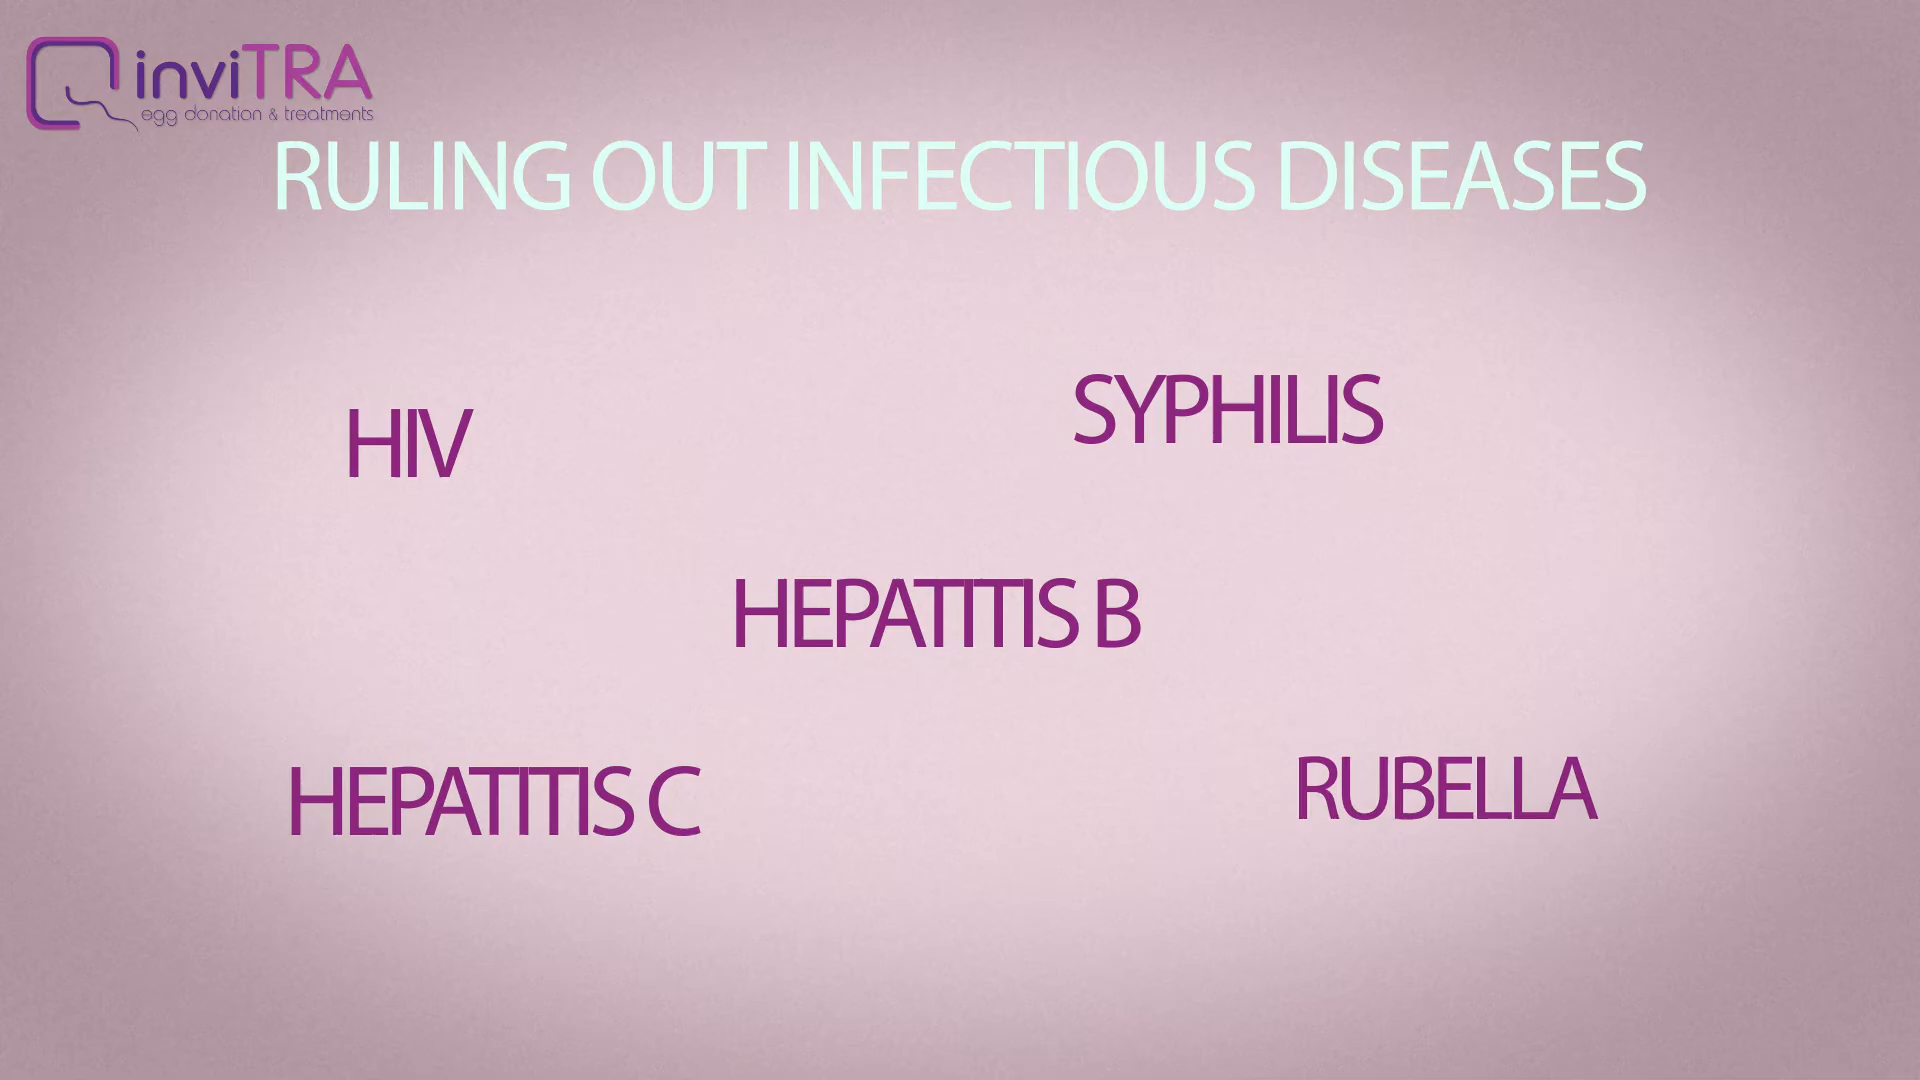 inviTRA
egg donation & treatments
RULING OUT INFECTIOUS DISEASES
HIV
SYPHILIS
HEPATITIS B
HEPATITIS C
RUBELLA